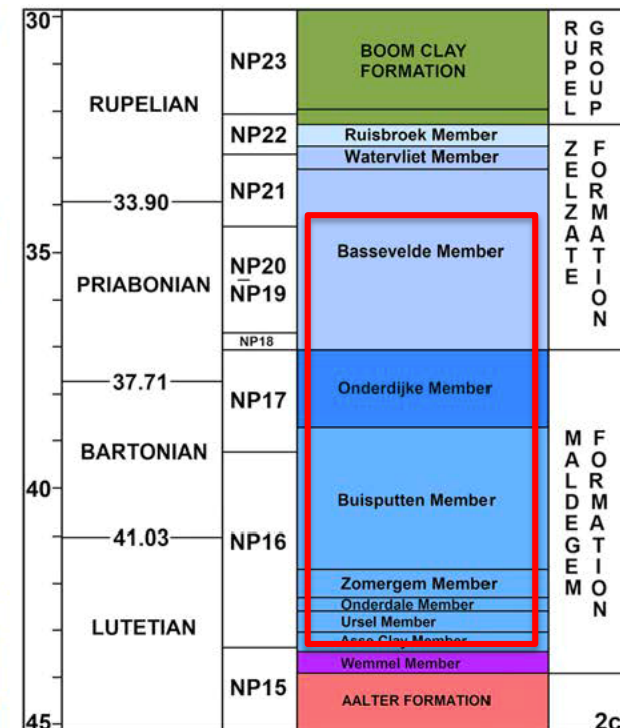 30
35
40
45
RUPELIAN
33.90
PRIABONIAN
37.71
BARTONIAN
41.03
LUTETIAN
NP23
NP22
NP21
NP20
–
NP19
NP18
NP17
NP16
NP15
BOOM CLAY
FORMATION
Ruisbroek Member
Watervliet Member
Bassevelde Member
Onderdijke Member
Buisputten Member
Zomergem Member
Onderdale Member
Ursel Member
Asse Clay Member
Wemmel Member
AALTER FORMATION
RUPEL
GROUP
ZELZATE
FORMATION
MALDEGEM
FORMATION
2c